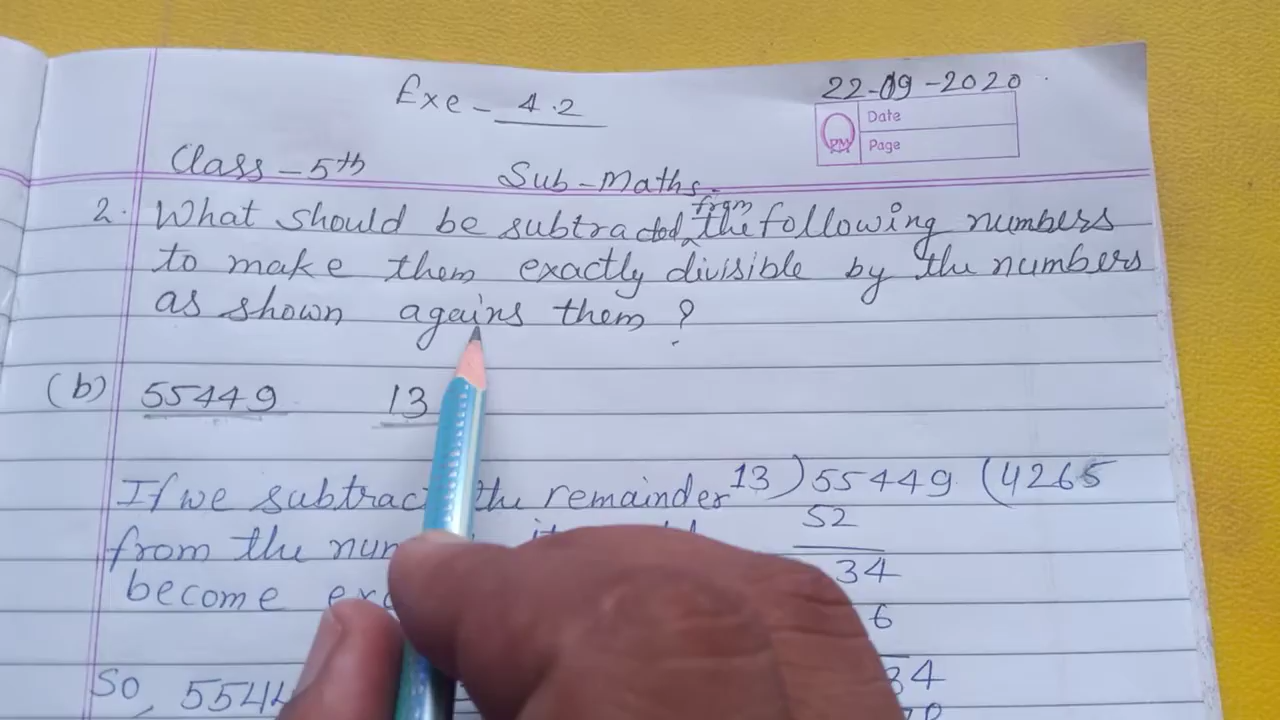 Exe - 4.2
22-09-2020
Date
Page
PM
Class - 5th Sub - Maths -
2. What should be subtracted from the following numbers
to make them exactly divisible by the numbers
as shown agains them ?
(b) 55449 13
If we subtract the remainder
from the
become
So,
13 ) 55449 ( 4265
52
34
6
34